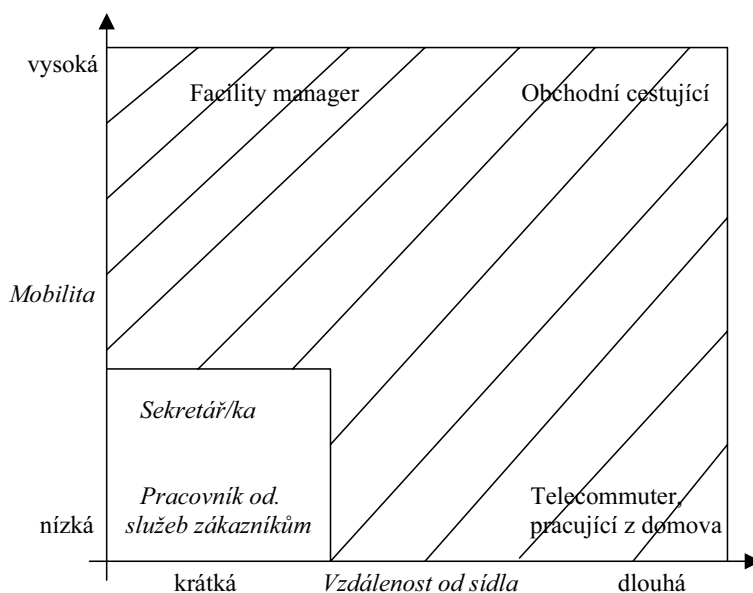 vysoká
Facility manager
Obchodní cestující
Mobilita
Sekretář/ka
Pracovník od.
služeb zákazníkům
Telecommuter,
pracující z domova
nízká
krátká
Vzdálenost od sídla
dlouhá